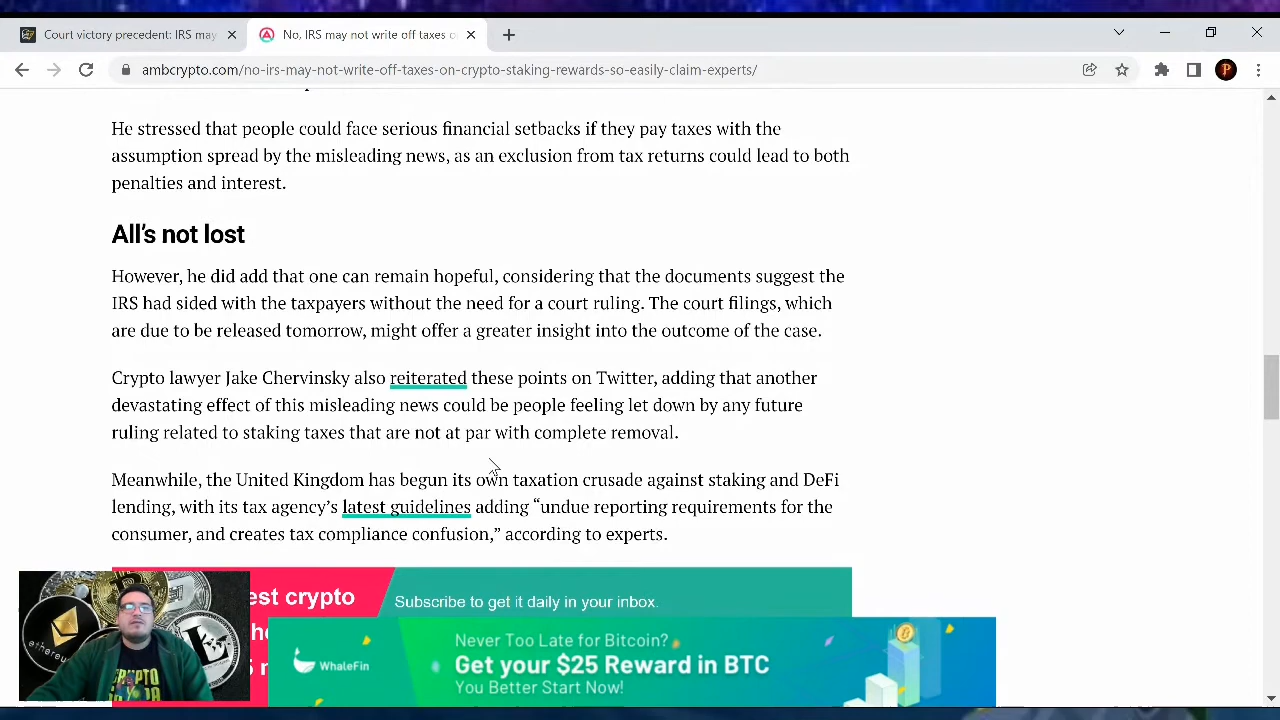 Court victory precedent: IRS may
No, IRS may not write off taxes o
ambcrypto.com/no-irs-may-not-write-off-taxes-on-crypto-staking-rewards-so-easily-claim-experts/
P
He stressed that people could face serious financial setbacks if they pay taxes with the
assumption spread by the misleading news, as an exclusion from tax returns could lead to both
penalties and interest.
All’s not lost
However, he did add that one can remain hopeful, considering that the documents suggest the
IRS had sided with the taxpayers without the need for a court ruling. The court filings, which
are due to be released tomorrow, might offer a greater insight into the outcome of the case.
Crypto lawyer Jake Chervinsky also reiterated these points on Twitter, adding that another
devastating effect of this misleading news could be people feeling let down by any future
ruling related to staking taxes that are not at par with complete removal.
Meanwhile, the United Kingdom has begun its own taxation crusade against staking and DeFi
lending, with its tax agency’s latest guidelines adding “undue reporting requirements for the
consumer, and creates tax compliance confusion,” according to experts.
est crypto
Subscribe to get it daily in your inbox.
WhaleFin
Never Too Late for Bitcoin?
Get your $25 Reward in BTC
You Better Start Now!
ethereu
CRYPTO